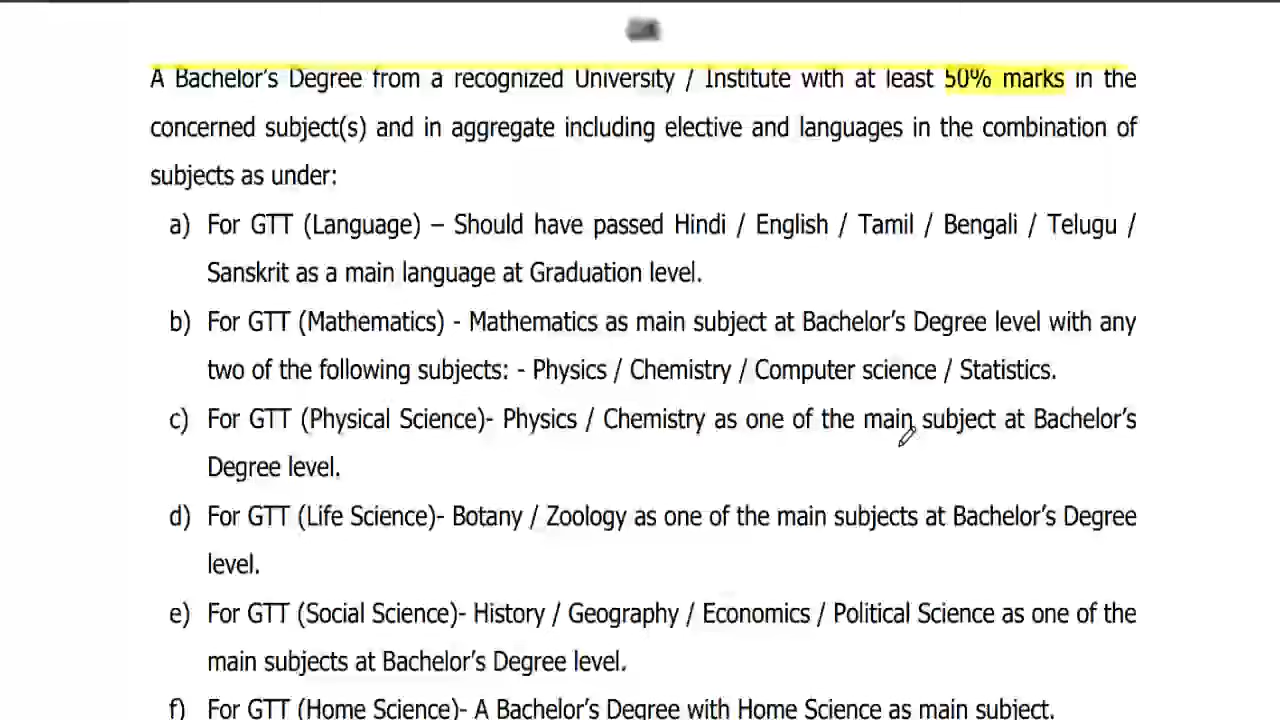 A Bachelor's Degree from a recognized University / Institute with at least 50% marks in the
concerned subject(s) and in aggregate including elective and languages in the combination of
subjects as under:
a) For GTT (Language) – Should have passed Hindi / English / Tamil / Bengali / Telugu /
Sanskrit as a main language at Graduation level.
b) For GTT (Mathematics) - Mathematics as main subject at Bachelor's Degree level with any
two of the following subjects: - Physics / Chemistry / Computer science / Statistics.
c) For GTT (Physical Science)- Physics / Chemistry as one of the main subject at Bachelor's
Degree level.
d) For GTT (Life Science)- Botany / Zoology as one of the main subjects at Bachelor's Degree
level.
e) For GTT (Social Science)- History / Geography / Economics / Political Science as one of the
main subjects at Bachelor's Degree level.
f) For GTT (Home Science)- A Bachelor's Degree with Home Science as main subject.